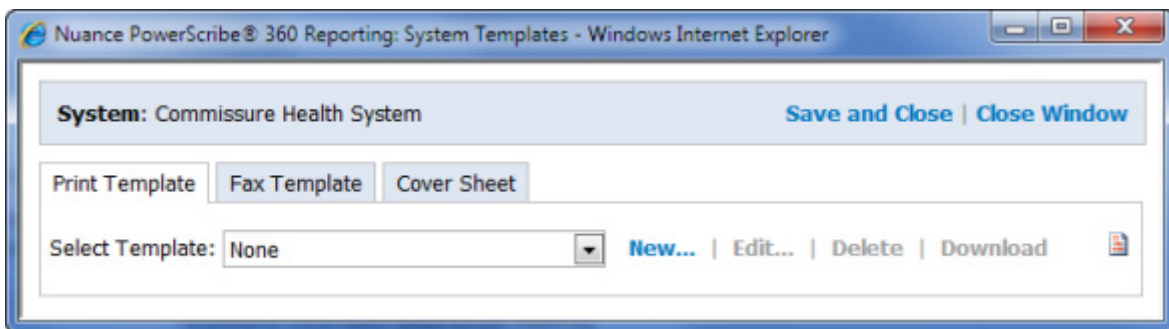 Nuance PowerScribe® 360 Reporting: System Templates - Windows Internet Explorer
System: Commissure Health System Save and Close | Close Window
Print Template Fax Template Cover Sheet
Select Template: None New... | Edit... | Delete | Download